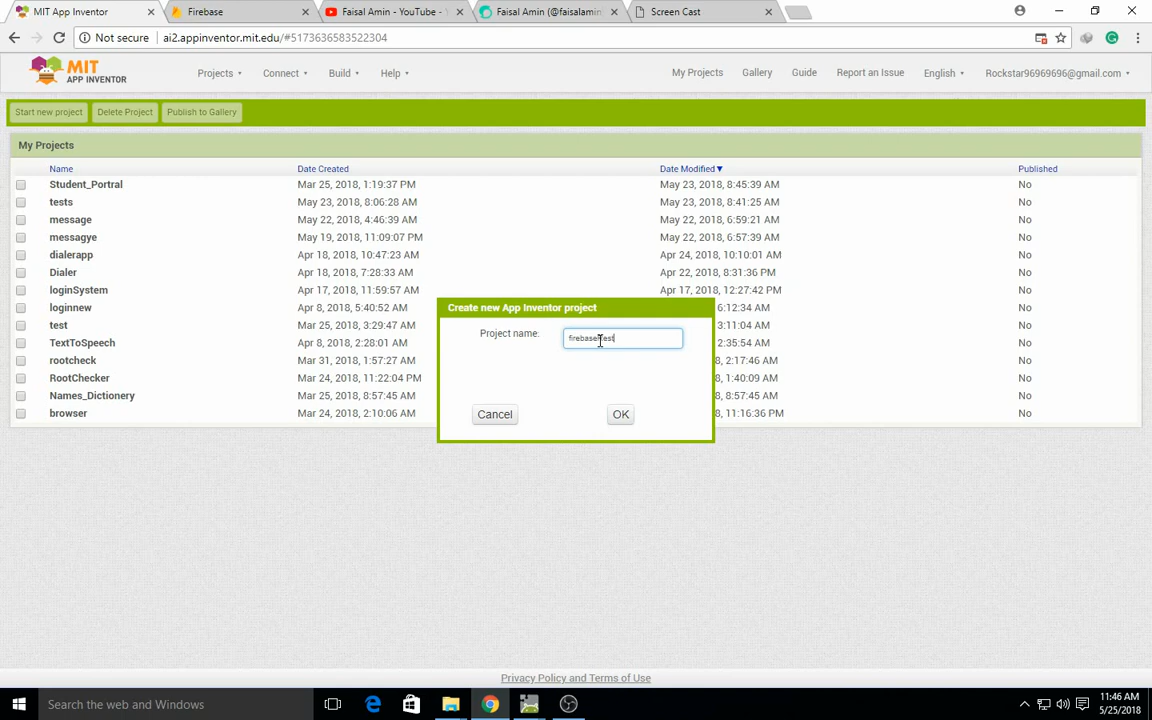 MIT App Inventor
Firebase
Faisal Amin - YouTube -
Faisal Amin (@faisalamin
Screen Cast
Not secure
ai2.appinventor.mit.edu/#5173636583522304
MIT
APP INVENTOR
Projects
Connect
Build
Help
My Projects
Gallery
Guide
Report an Issue
English
Rockstar96969696@gmail.com
Start new project
Delete Project
Publish to Gallery
My Projects
Name Date Created Date Modified Published
Student_Portral Mar 25, 2018, 1:19:37 PM May 23, 2018, 8:45:39 AM No
tests May 23, 2018, 8:06:28 AM May 23, 2018, 8:41:25 AM No
message May 22, 2018, 4:46:39 AM May 22, 2018, 6:59:21 AM No
messagye May 19, 2018, 11:09:07 PM May 22, 2018, 6:57:39 AM No
dialerapp Apr 18, 2018, 10:47:23 AM Apr 24, 2018, 10:10:01 AM No
Dialer Apr 18, 2018, 7:28:33 AM Apr 22, 2018, 8:31:36 PM No
loginSystem Apr 17, 2018, 11:59:57 AM Apr 17, 2018, 12:27:42 PM No
loginnew Apr 8, 2018, 5:40:52 AM 6:12:34 AM No
test Mar 25, 2018, 3:29:47 AM 3:11:04 AM No
TextToSpeech Apr 8, 2018, 2:28:01 AM 2:35:54 AM No
rootcheck Mar 31, 2018, 1:57:27 AM 8, 2:17:46 AM No
RootChecker Mar 24, 2018, 11:22:04 PM 8, 1:40:09 AM No
Names_Dictionery Mar 25, 2018, 8:57:45 AM 8, 8:57:45 AM No
browser Mar 24, 2018, 2:10:06 AM 8, 11:16:36 PM No
Create new App Inventor project
Project name:
Cancel
OK
Privacy Policy and Terms of Use
Search the web and Windows
11:46 AM
5/25/2018